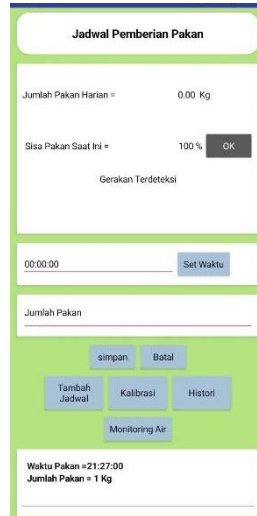 Jadwal Pemberian Pakan
Jumlah Pakan Harian = 0.00 Kg
Sisa Pakan Saat Ini = 100 % OK
Gerakan Terdeteksi
00:00:00 Set Waktu
Jumlah Pakan
simpan Batal
Tambah Jadwal Kalibrasi Histori
Monitoring Air
Waktu Pakan =21:27:00
Jumlah Pakan = 1 Kg